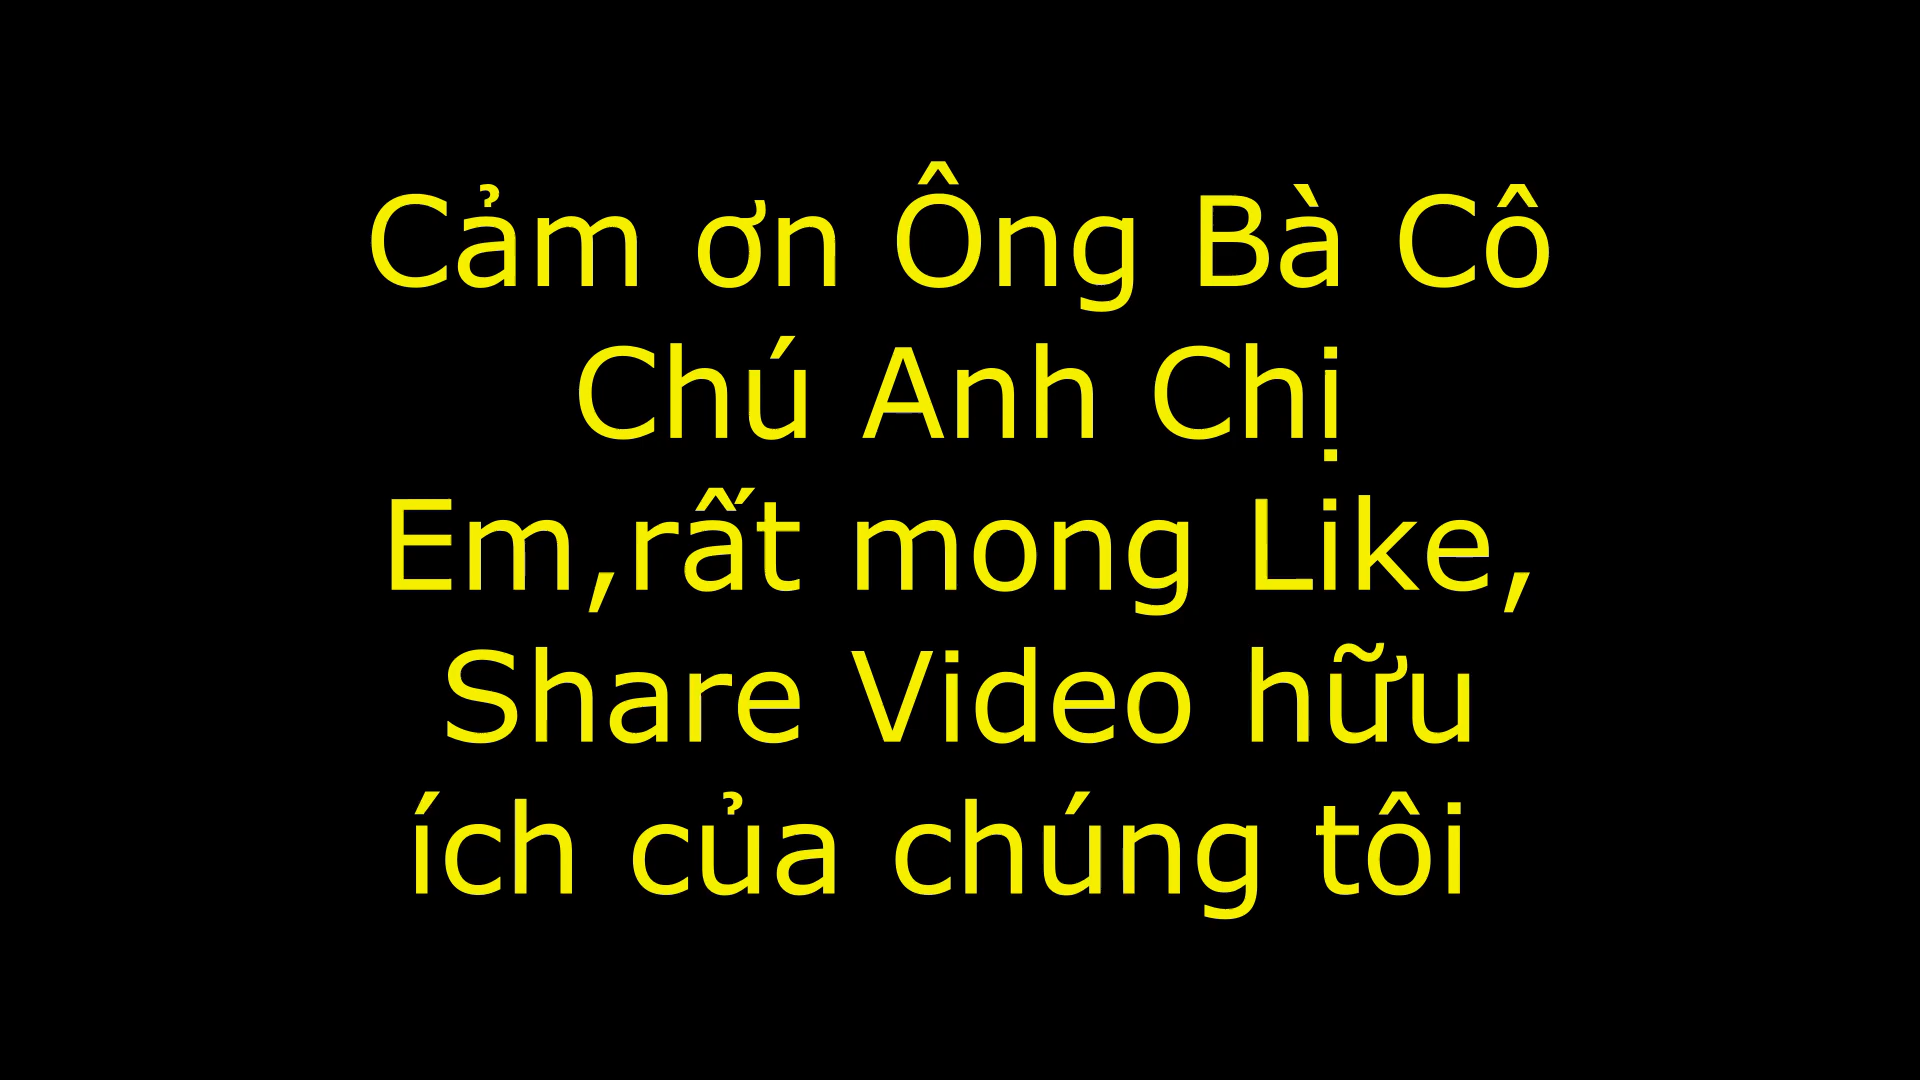 Cảm ơn Ông Bà Cô
Chú Anh Chị
Em,rất mong Like,
Share Video hữu
ích của chúng tôi